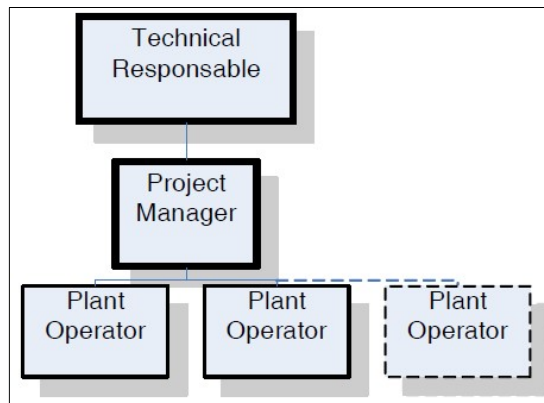 Technical
Responsable
Project
Manager
Plant
Operator
Plant
Operator
Plant
Operator